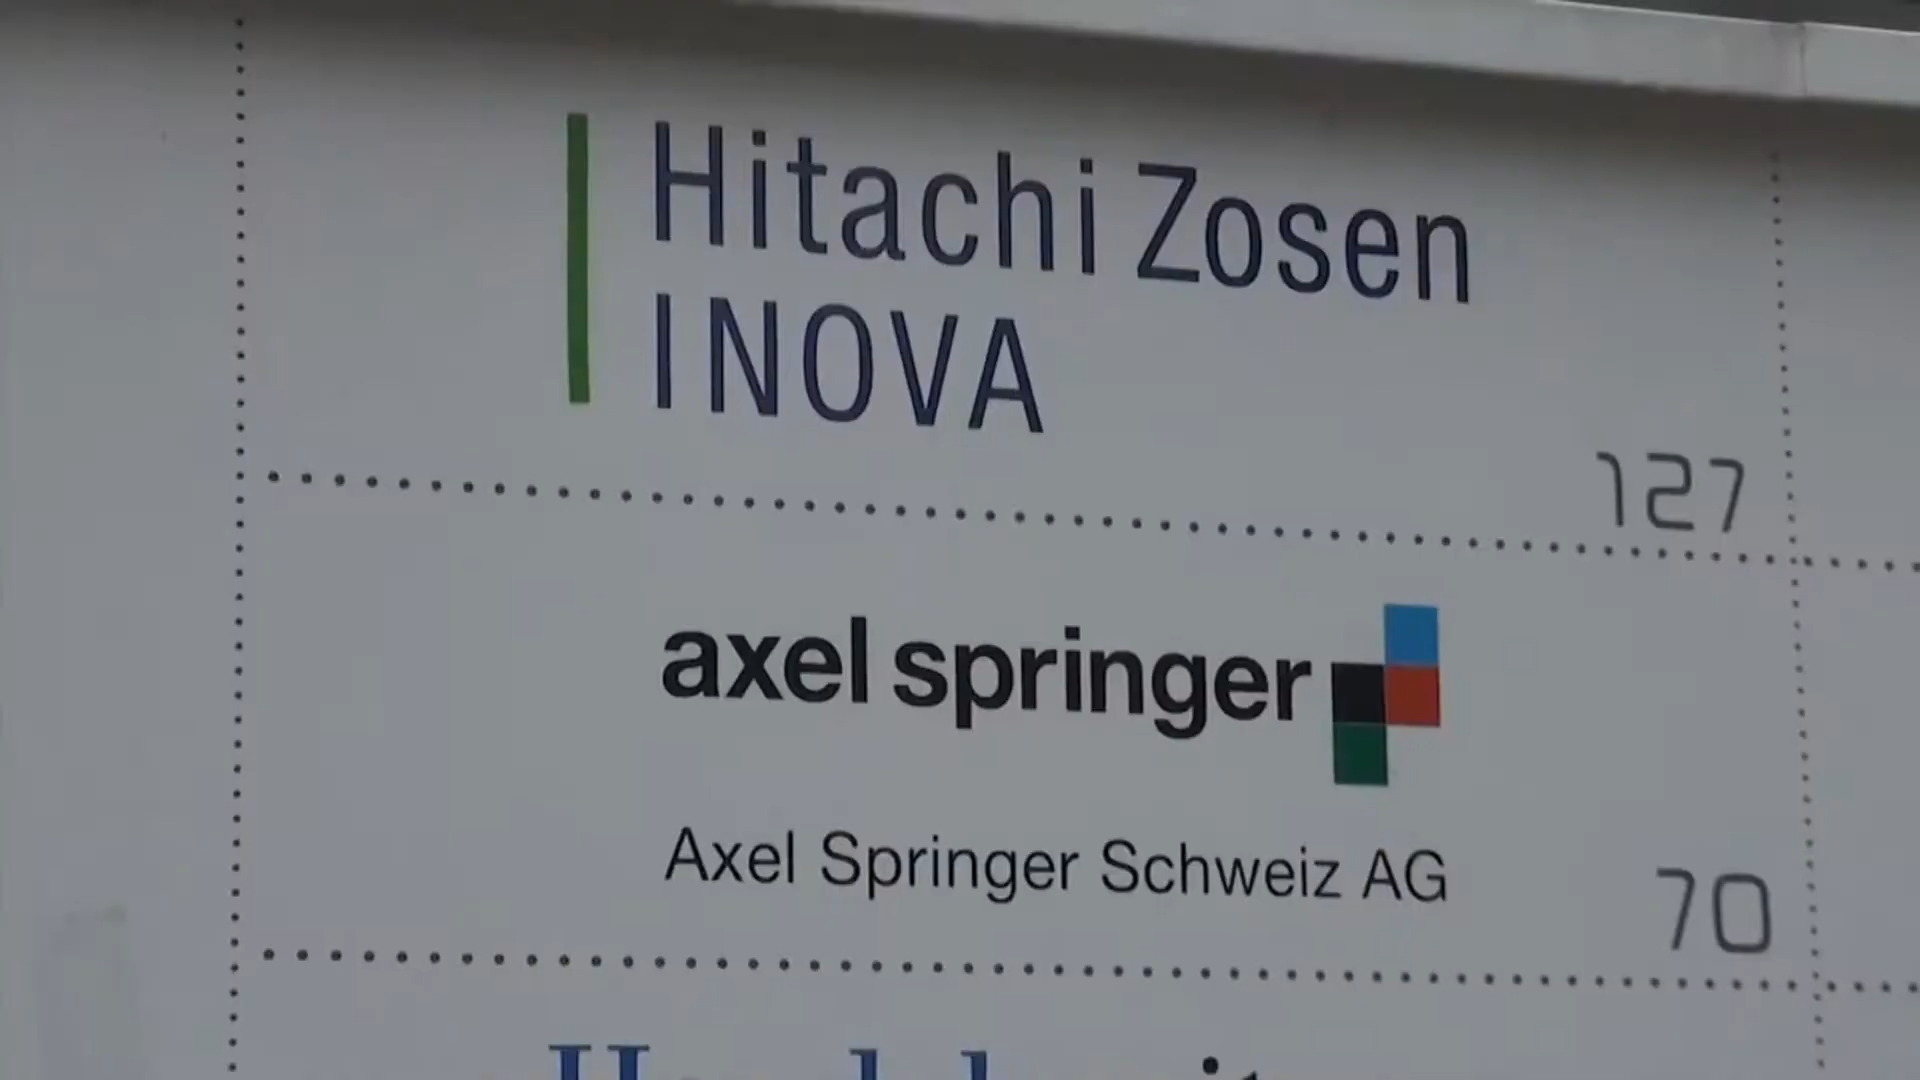 Hitachi Zosen
INOVA
127
axel springer
Axel Springer Schweiz AG
70